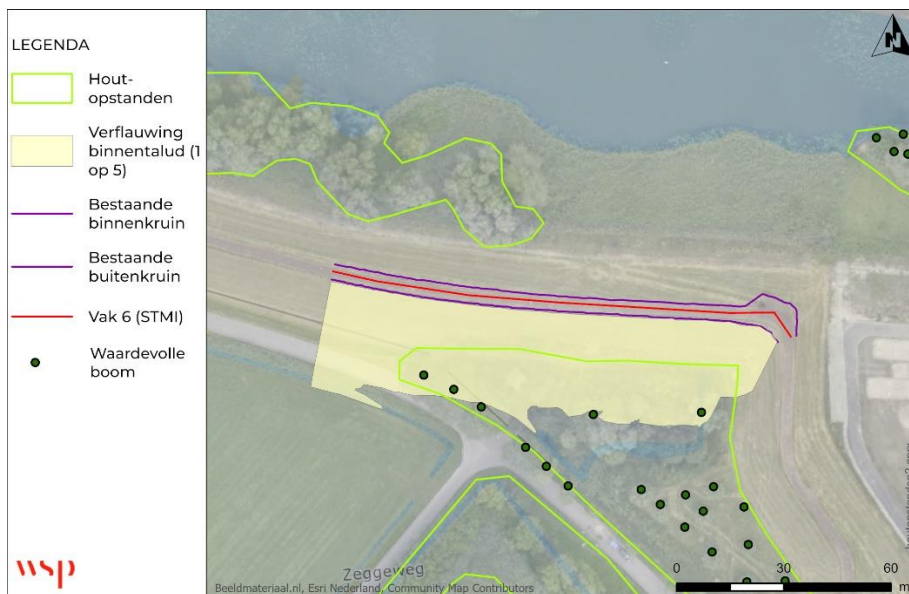 LEGENDA
Hout-
opstanden
Verflauwing
binnentalud (1
op 5)
Bestaande
binnenkruin
Bestaande
buitenkruin
Vak 6 (STMI)
Waardevolle
boom
wsp
N
Zeggeweg
Beeldmateriaal.nl, Esri Nederland, Community Map Contributors
0 30 60
m